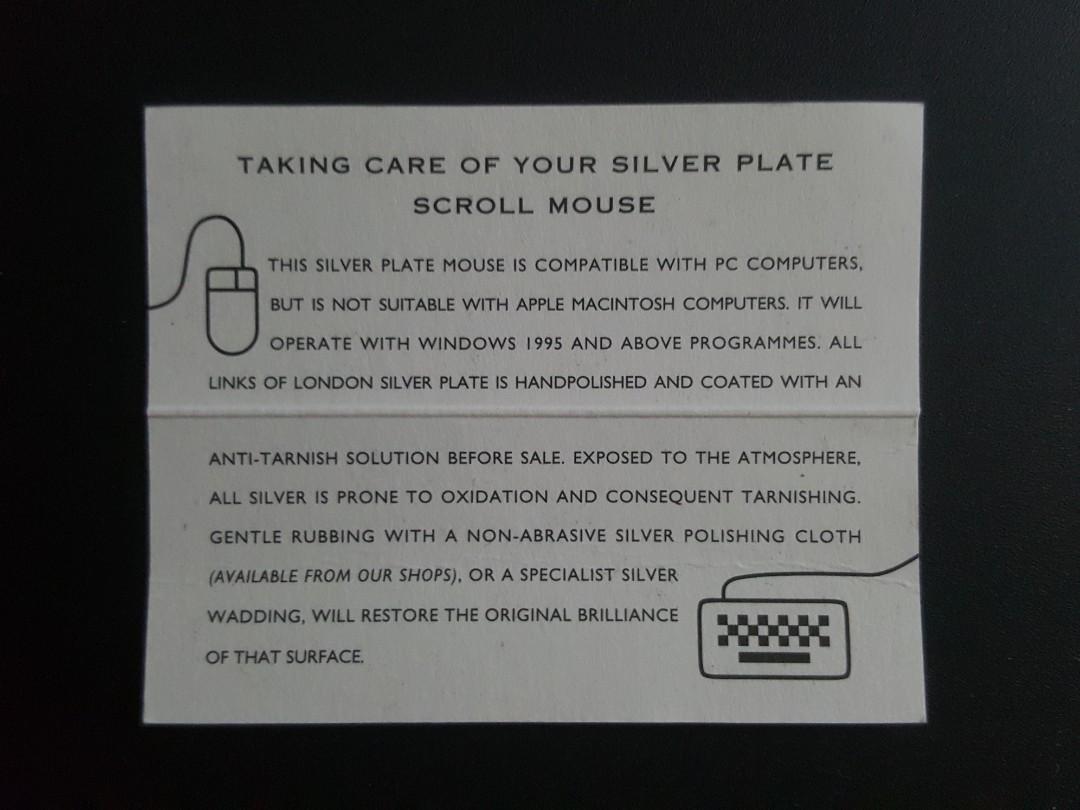 TAKING CARE OF YOUR SILVER PLATE
SCROLL MOUSE
THIS SILVER PLATE MOUSE IS COMPATIBLE WITH PC COMPUTERS,
BUT IS NOT SUITABLE WITH APPLE MACINTOSH COMPUTERS. IT WILL
OPERATE WITH WINDOWS 1995 AND ABOVE PROGRAMMES. ALL
LINKS OF LONDON SILVER PLATE IS HANDPOLISHED AND COATED WITH AN
ANTI-TARNISH SOLUTION BEFORE SALE. EXPOSED TO THE ATMOSPHERE,
ALL SILVER IS PRONE TO OXIDATION AND CONSEQUENT TARNISHING.
GENTLE RUBBING WITH A NON-ABRASIVE SILVER POLISHING CLOTH
(AVAILABLE FROM OUR SHOPS), OR A SPECIALIST SILVER
WADDING, WILL RESTORE THE ORIGINAL BRILLIANCE
OF THAT SURFACE.